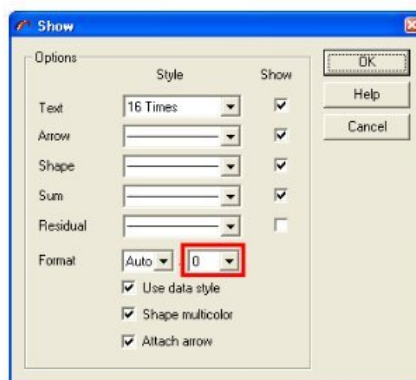 Show
Options
Style Show
OK
Text 16 Times
Help
Arrow
Cancel
Shape
Sum
Residual
Format Auto . 0
Use data style
Shape multicolor
Attach arrow